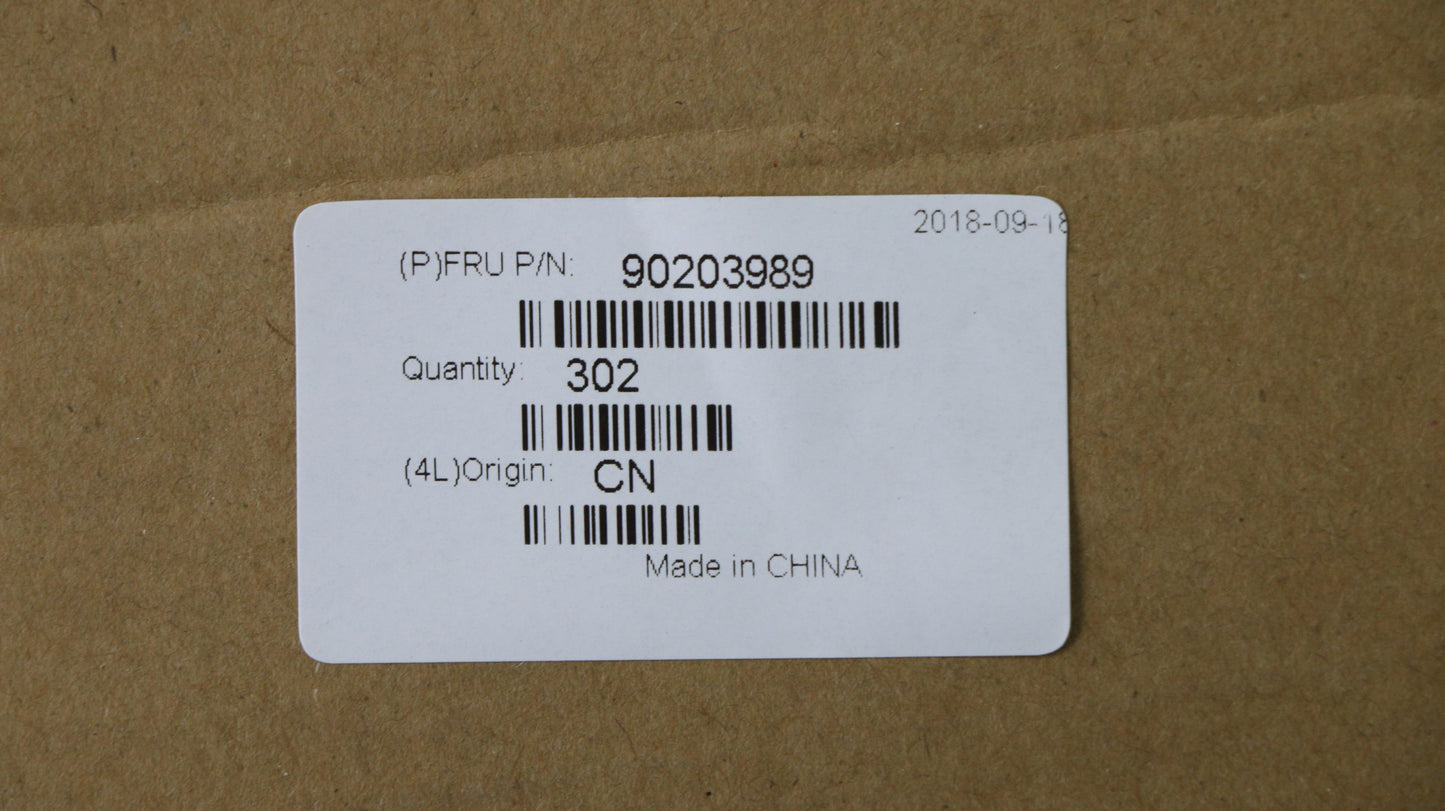 2018-09-18
(P)FRU P/N: 90203989
Quantity: 302
(4L)Origin: CN
Made in CHINA